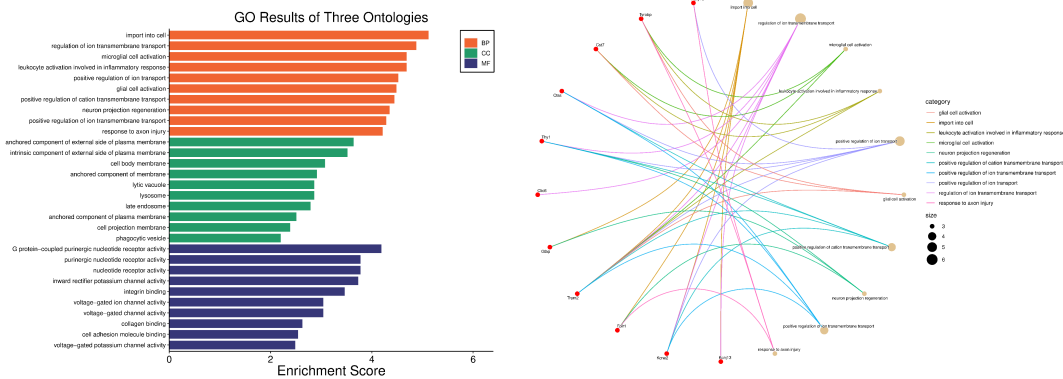 GO Results of Three Ontologies
import into cell
regulation of ion transmembrane transport
microglial cell activation
leukocyte activation involved in inflammatory response
positive regulation of ion transport
glial cell activation
positive regulation of cation transmembrane transport
neuron projection regeneration
positive regulation of ion transmembrane transport
response to axon injury
anchored component of external side of plasma membrane
intrinsic component of external side of plasma membrane
cell body membrane
anchored component of membrane
lytic vacuole
lysosome
late endosome
anchored component of plasma membrane
cell projection membrane
phagocytic vesicle
G protein−coupled purinergic nucleotide receptor activity
purinergic nucleotide receptor activity
nucleotide receptor activity
inward rectifier potassium channel activity
integrin binding
voltage−gated ion channel activity
voltage−gated channel activity
collagen binding
cell adhesion molecule binding
voltage−gated potassium channel activity
0
2
4
6
Enrichment Score
BP
CC
MF
import into cell
regulation of ion transmembrane transport
microglial cell activation
leukocyte activation involved in inflammatory response
positive regulation of ion transport
glial cell activation
positive regulation of cation transmembrane transport
neuron projection regeneration
positive regulation of ion transmembrane transport
response to axon injury
Thy1
category
glial cell activation
import into cell
leukocyte activation involved in inflammatory response
microglial cell activation
neuron projection regeneration
positive regulation of cation transmembrane transport
positive regulation of ion transmembrane transport
positive regulation of ion transport
regulation of ion transmembrane transport
response to axon injury
size
3
4
5
6